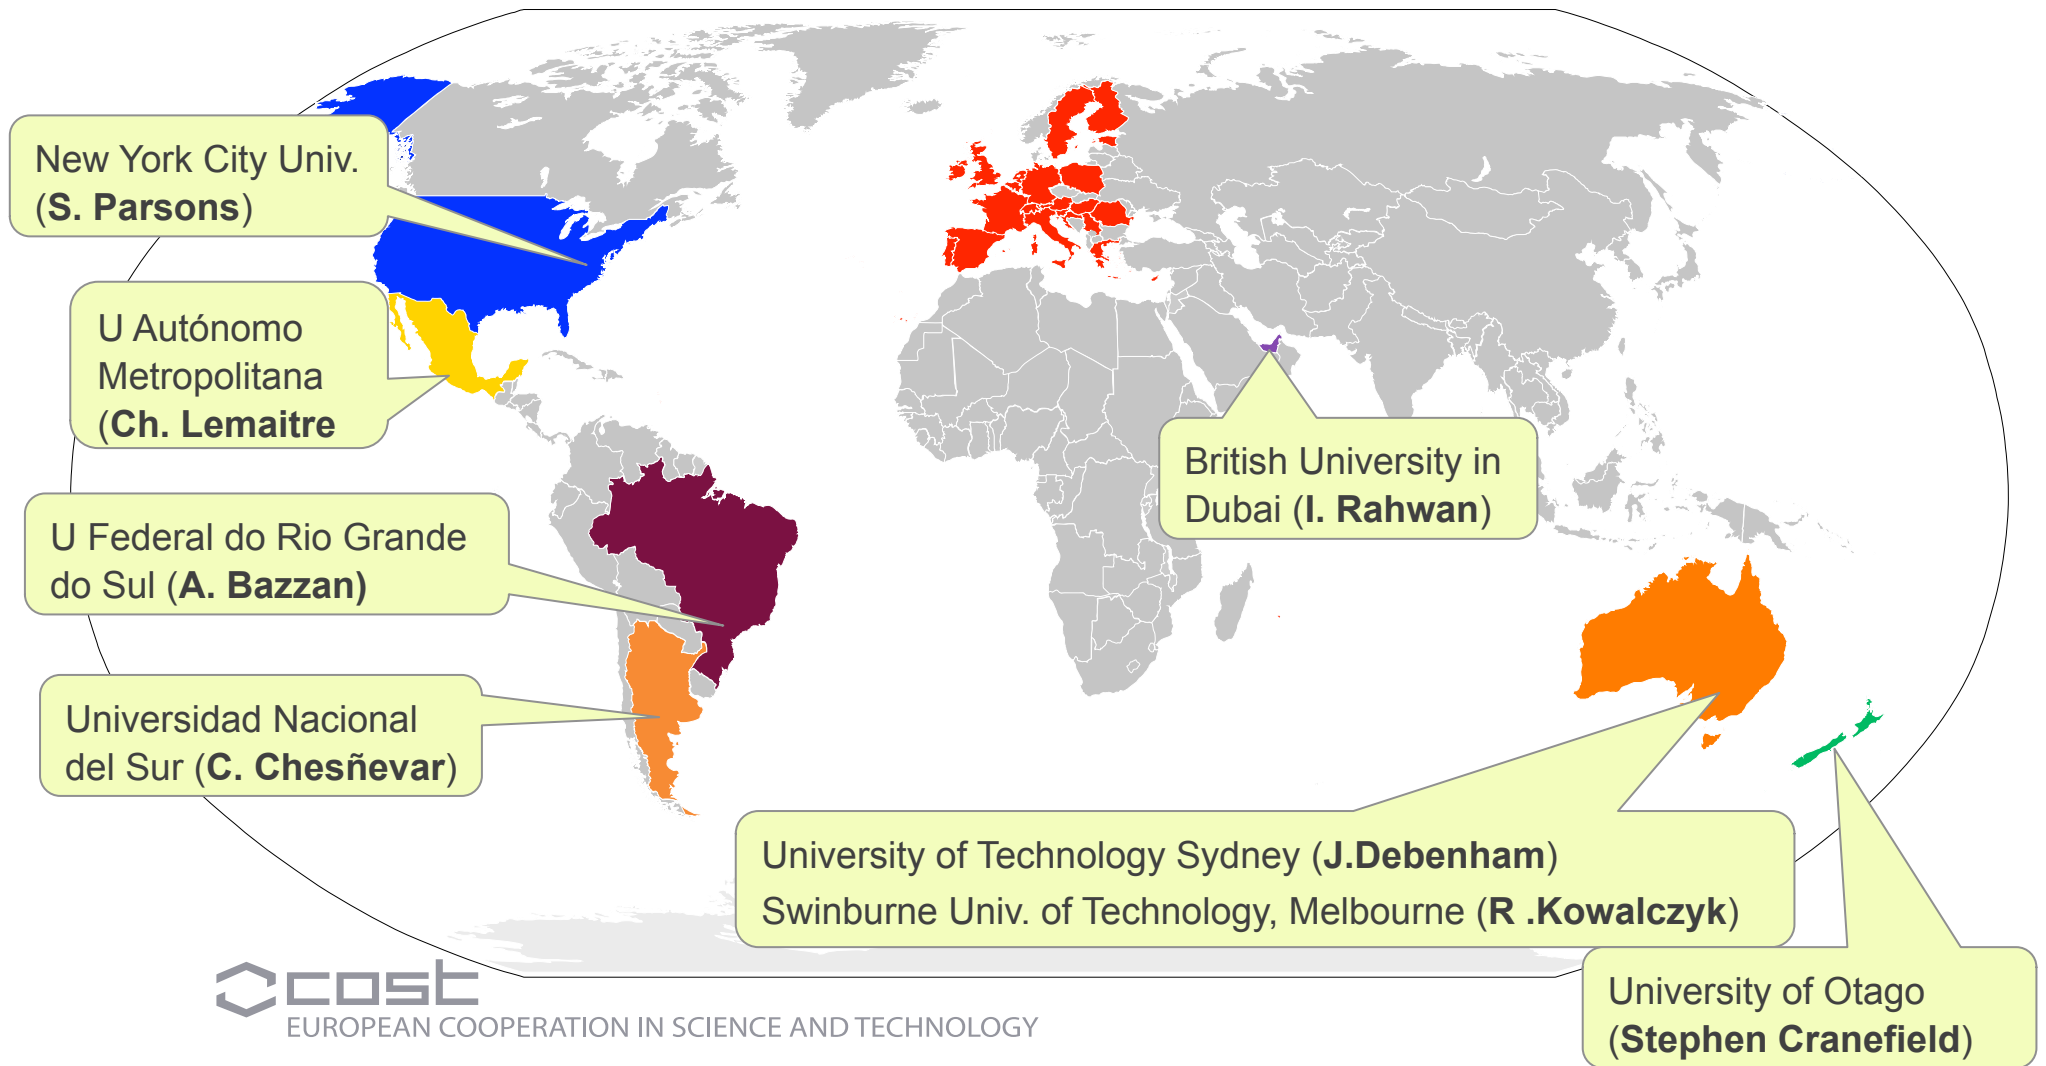 New York City Univ.
(S. Parsons)
U Autónomo
Metropolitana
(Ch. Lemaitre
U Federal do Rio Grande
do Sul (A. Bazzan)
Universidad Nacional
del Sur (C. Chesñevar)
British University in
Dubai (I. Rahwan)
University of Technology Sydney (J.Debenham)
Swinburne Univ. of Technology, Melbourne (R .Kowalczyk)
University of Otago
(Stephen Cranefield)
cost
EUROPEAN COOPERATION IN SCIENCE AND TECHNOLOGY